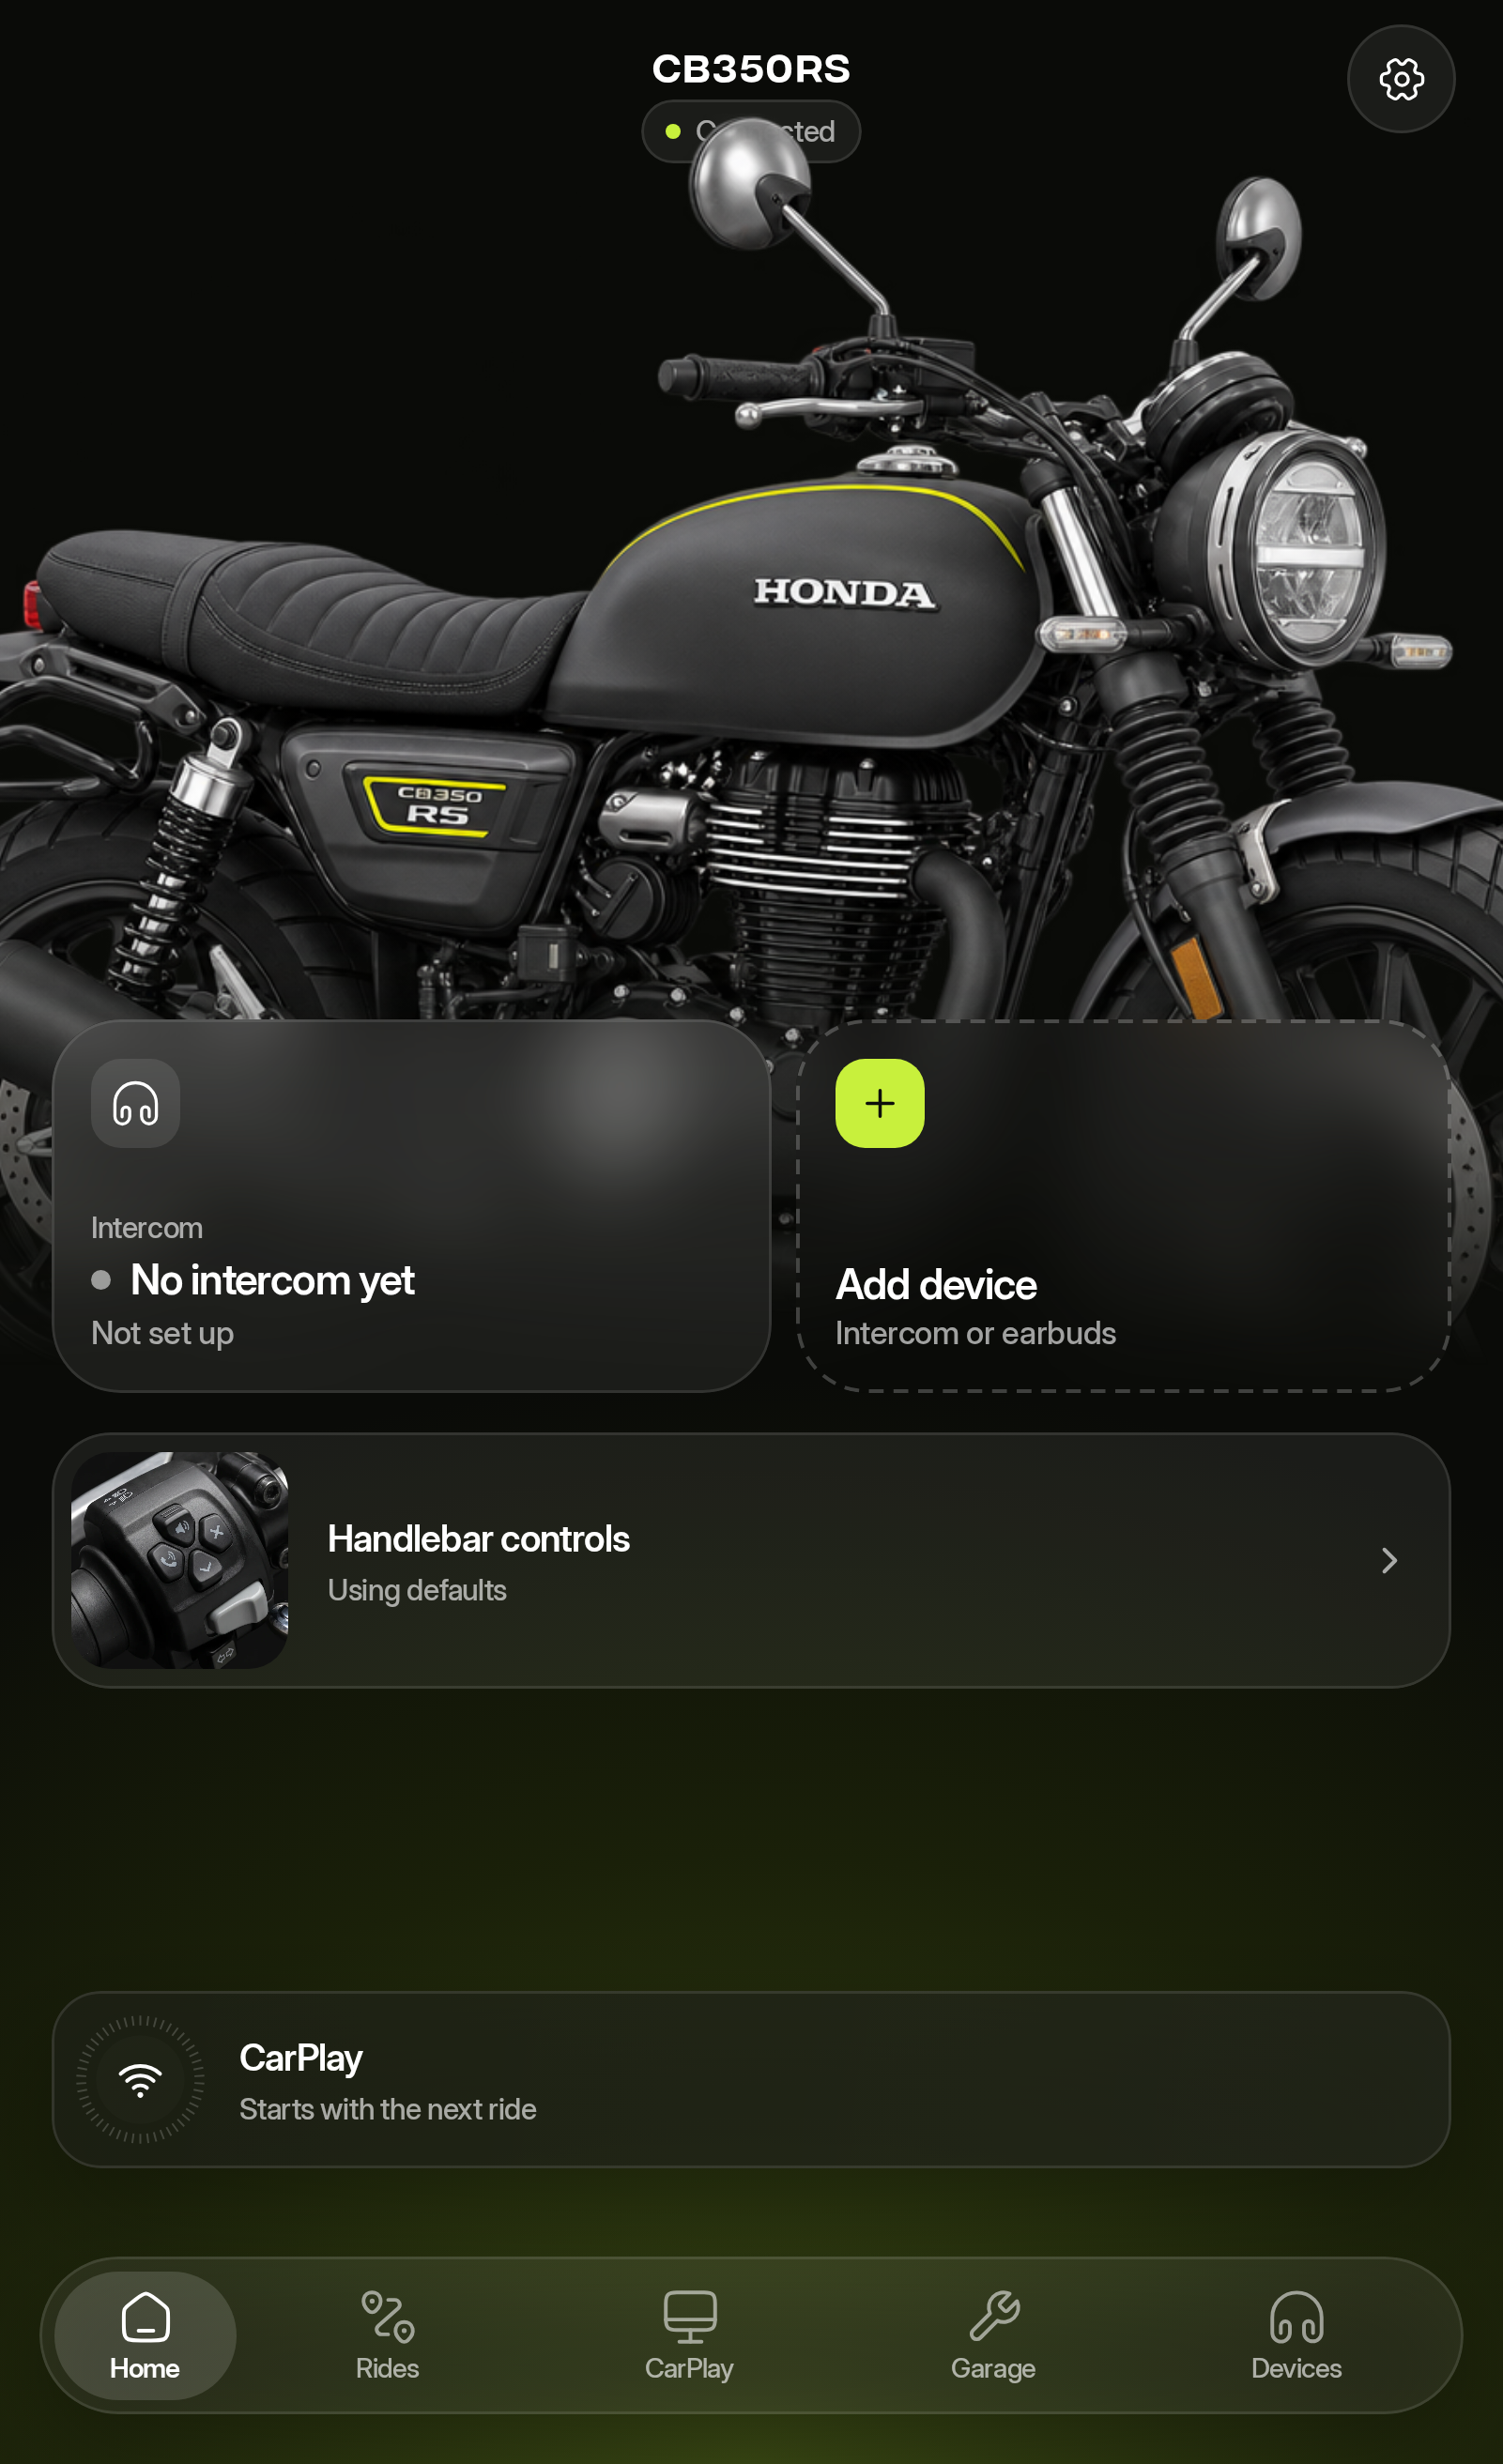 CB350RS
HONDA
CB350
RS
Intercom
No intercom yet
Not set up
Add device
Intercom or earbuds
Handlebar controls
Using defaults
CarPlay
Starts with the next ride
Home
Rides
CarPlay
Garage
Devices